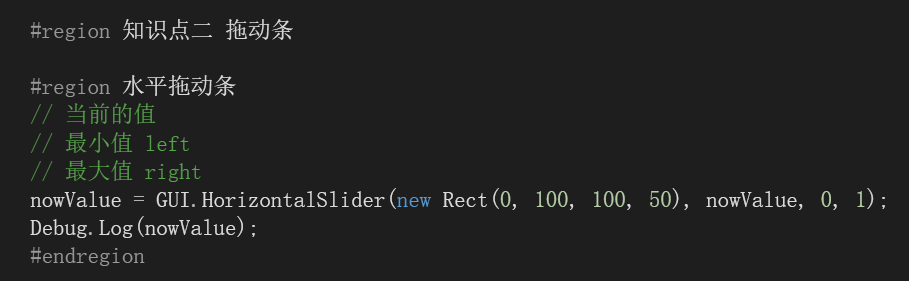 #region 知识点二 拖动条
#region 水平拖动条
// 当前的值
// 最小值 left
// 最大值 right
nowValue = GUI.HorizontalSlider(new Rect(0, 100, 100, 50), nowValue, 0, 1);
Debug.Log(nowValue);
#endregion